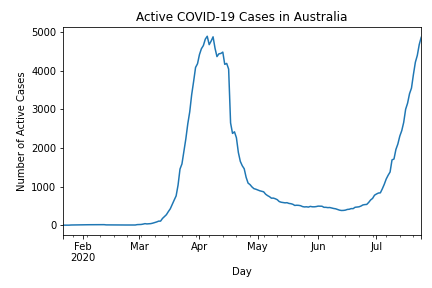 Active COVID-19 Cases in Australia
Number of Active Cases
5000
4000
3000
2000
1000
0
Feb Mar Apr May Jun Jul
2020
Day